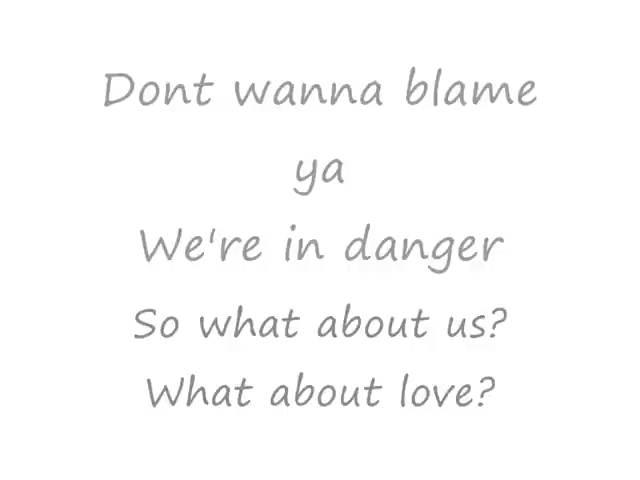 Dont wanna blame
ya
We're in danger
So what about us?
What about love?